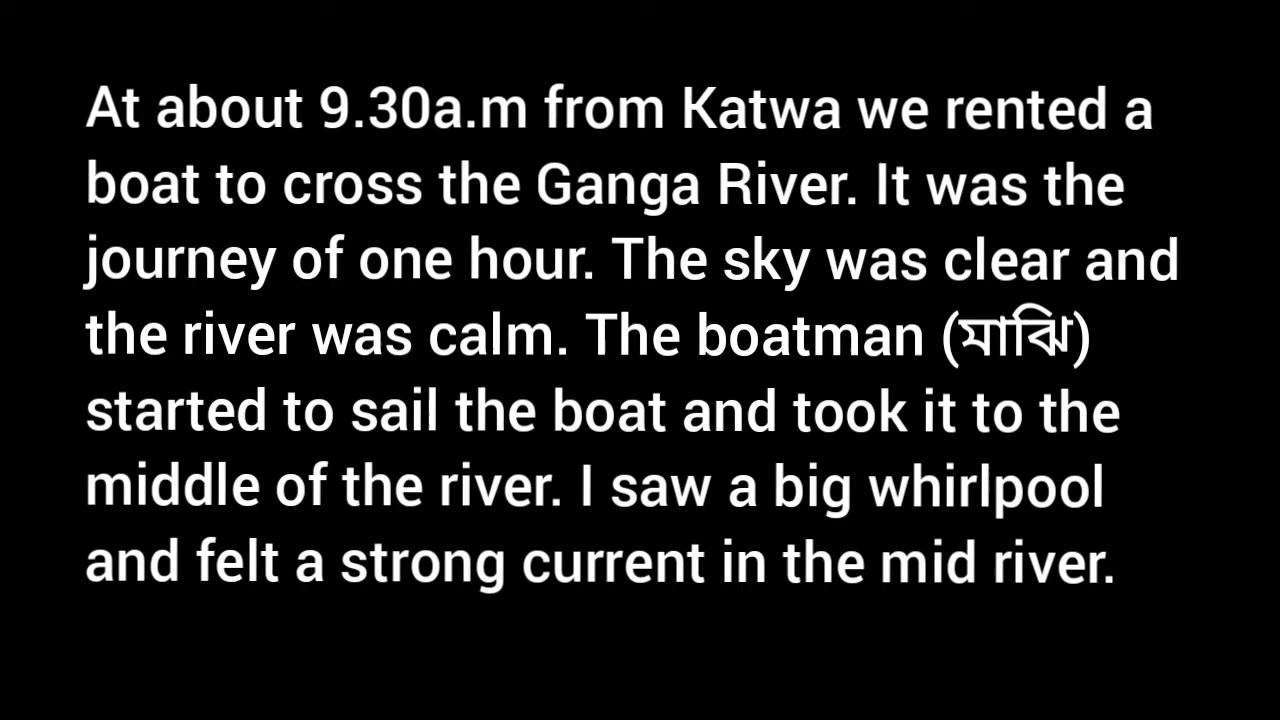 At about 9.30a.m from Katwa we rented a
boat to cross the Ganga River. It was the
journey of one hour. The sky was clear and
the river was calm. The boatman (মাঝি)
started to sail the boat and took it to the
middle of the river. I saw a big whirlpool
and felt a strong current in the mid river.